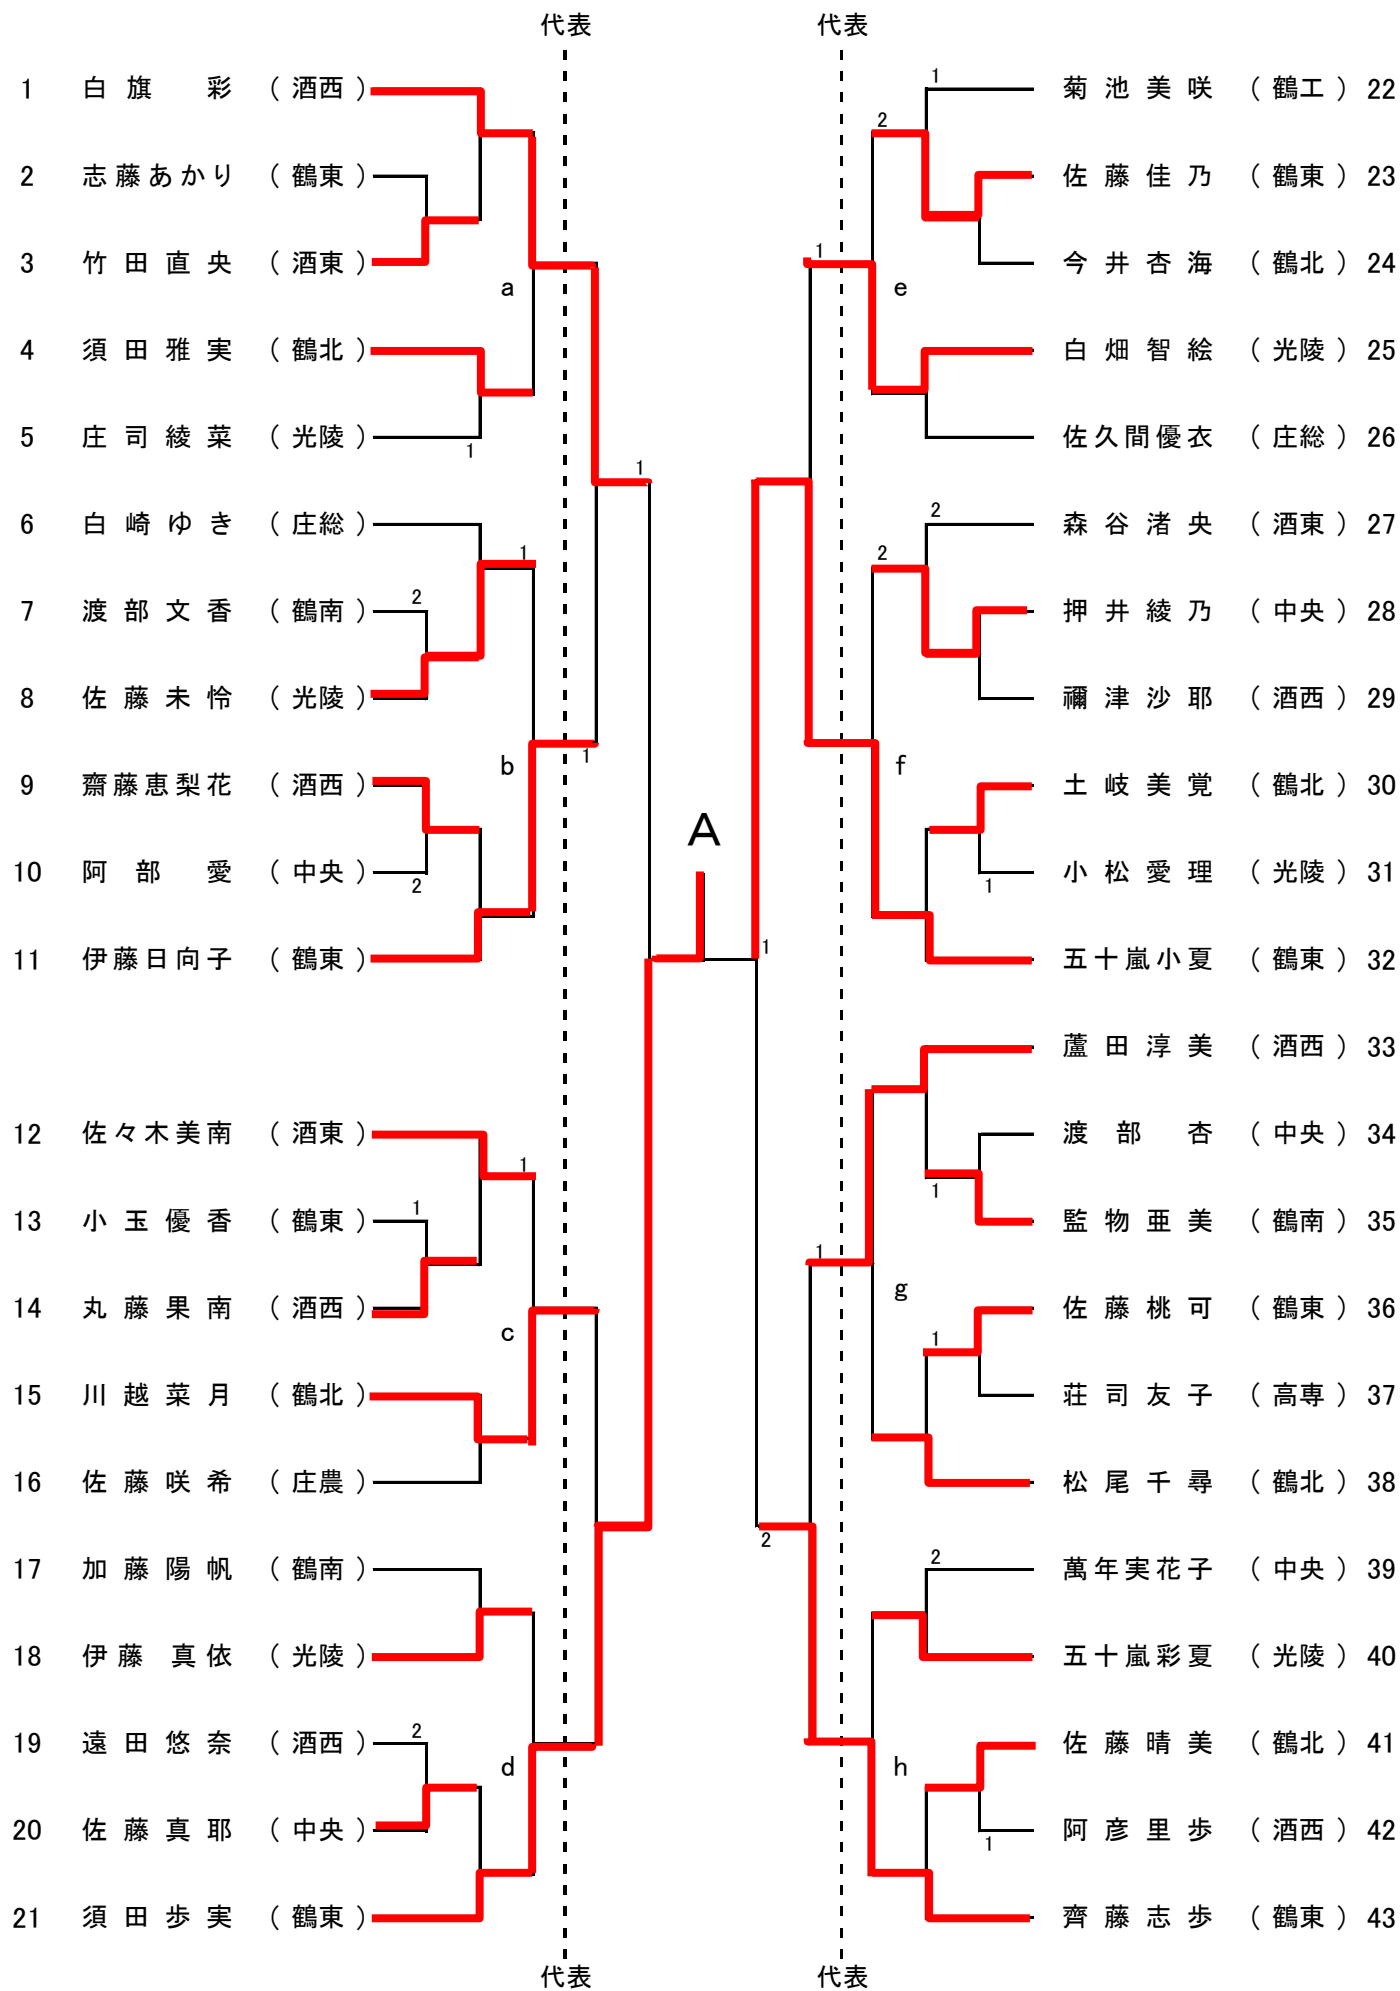 代表 代表
1 白旗 彩 （酒西）
2 志藤あかり （鶴東）
3 竹田直央 （酒東）
a
4 須田雅実 （鶴北）
5 庄司綾菜 （光陵）
1
1
6 白崎ゆき （庄総）
1
7 渡部文香 （鶴南）
2
8 佐藤未怜 （光陵）
b
1
9 齋藤恵梨花 （酒西）
10 阿部 愛 （中央）
2
11 伊藤日向子 （鶴東）
12 佐々木美南 （酒東）
1
13 小玉優香 （鶴東）
1
14 丸藤果南 （酒西）
c
15 川越菜月 （鶴北）
16 佐藤咲希 （庄農）
17 加藤陽帆 （鶴南）
18 伊藤 真依 （光陵）
19 遠田悠奈 （酒西）
2
d
20 佐藤真耶 （中央）
21 須田歩実 （鶴東）
A
1
菊池美咲 （鶴工） 22
2
佐藤佳乃 （鶴東） 23
1
今井杏海 （鶴北） 24
e
白畑智絵 （光陵） 25
佐久間優衣 （庄総） 26
2
森谷渚央 （酒東） 27
2
押井綾乃 （中央） 28
禰津沙耶 （酒西） 29
f
土岐美覚 （鶴北） 30
小松愛理 （光陵） 31
1
1
五十嵐小夏 （鶴東） 32
蘆田淳美 （酒西） 33
渡部 杏 （中央） 34
1
監物亜美 （鶴南） 35
1
g
佐藤桃可 （鶴東） 36
1
荘司友子 （高専） 37
松尾千尋 （鶴北） 38
2
2
萬年実花子 （中央） 39
五十嵐彩夏 （光陵） 40
佐藤晴美 （鶴北） 41
h
阿彦里歩 （酒西） 42
1
齊藤志歩 （鶴東） 43
代表 代表